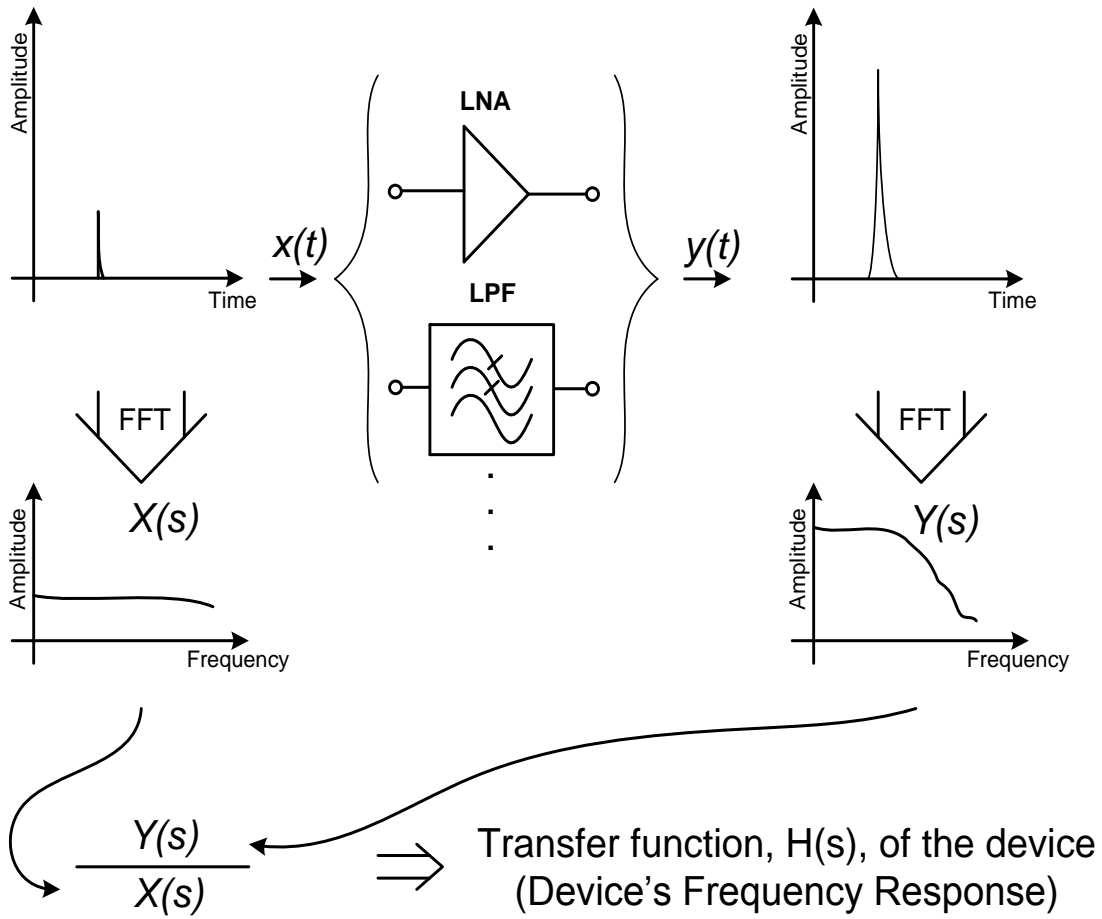 Amplitude
Time
x(t)
LNA
LPF
y(t)
Amplitude
Time
FFT
FFT
X(s)
Amplitude
Frequency
Y(s)
Amplitude
Frequency
Y(s)
X(s)
Transfer function, H(s), of the device
(Device's Frequency Response)